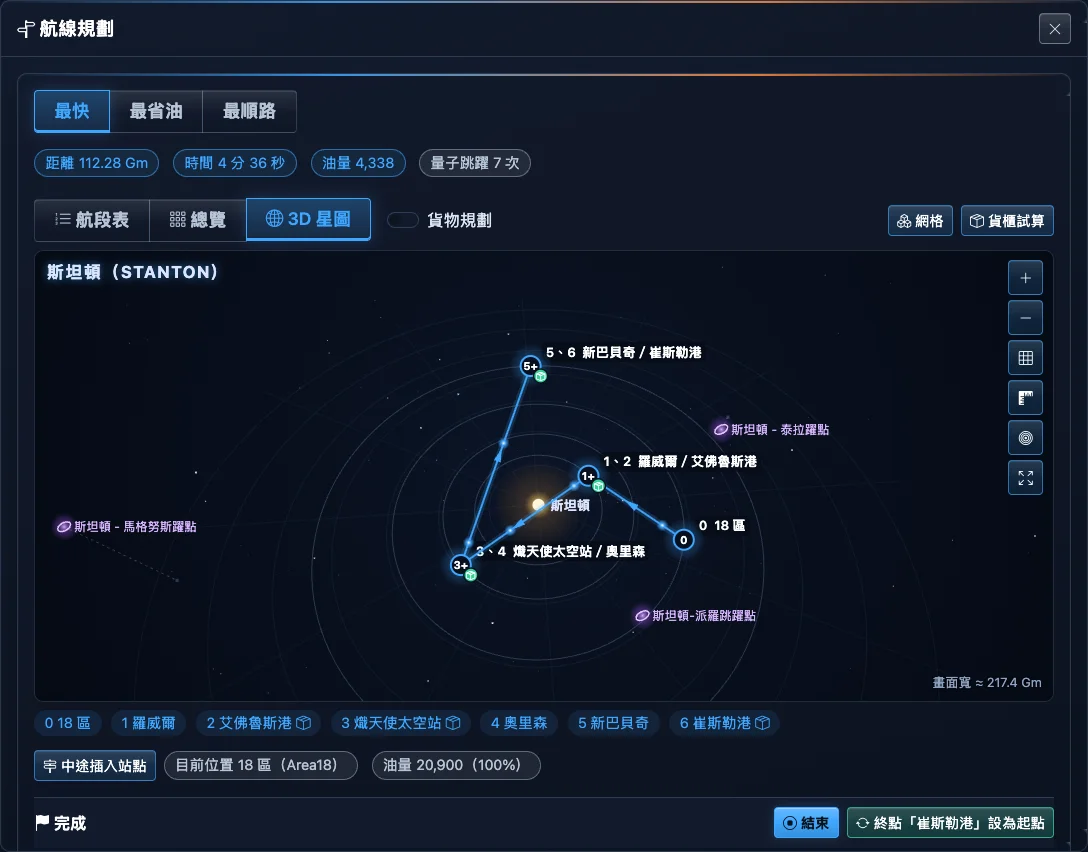 航線規劃
最快 最省油 最順路
距離 112.28 Gm 時間 4 分 36 秒 油量 4,338 量子跳躍 7 次
航段表 總覽 3D 星圖 貨物規劃 網格 貨櫃試算
斯坦頓（STANTON）
5+ 5、6 新巴貝奇 / 崔斯勒港
斯坦頓 - 泰拉躍點
1+ 1、2 羅威爾 / 艾佛魯斯港
斯坦頓
斯坦頓 - 馬格努斯躍點
0 0 18 區
3+ 3、4 熾天使太空站 / 奧里森
斯坦頓-派羅跳躍點
畫面寬 ≈ 217.4 Gm
0 18 區 1 羅威爾 2 艾佛魯斯港 3 熾天使太空站 4 奧里森 5 新巴貝奇 6 崔斯勒港
中途插入站點 目前位置 18 區（Area18） 油量 20,900（100%）
完成 結束 終點「崔斯勒港」設為起點